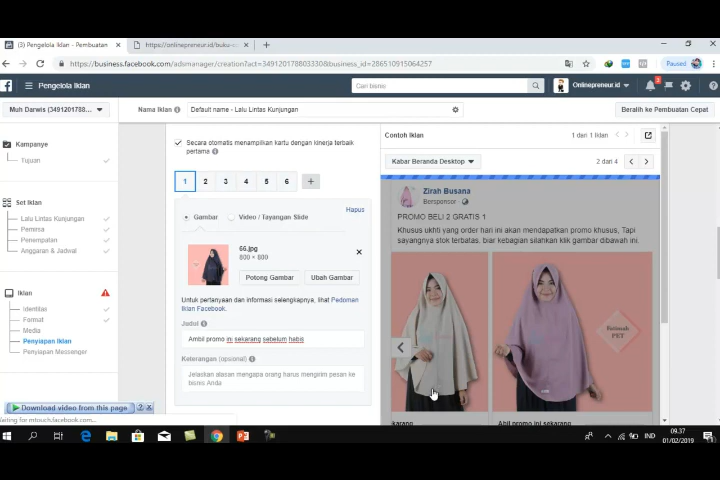 (3) Pengelola Iklan - Pembuatan
https://onlinepreneur.id/buku-
https://business.facebook.com/adsmanager/creation?act=349120178803330&business_id=286510915064257
Paused
Pengelola Iklan
Cari bisnis
Onlinepreneur.id
Muh Darwis (3491201788...
Nama Iklan
Default name - Lalu Lintas Kunjungan
Beralih ke Pembuatan Cepat
Kampanye
Tujuan
Set Iklan
Lalu Lintas Kunjungan
Pemirsa
Penempatan
Anggaran & Jadwal
Iklan
Identitas
Format
Media
Penyiapan Iklan
Penyiapan Messenger
Secara otomatis menampilkan kartu dengan kinerja terbaik
pertama
1 2 3 4 5 6 +
Gambar
Video / Tayangan Slide
Hapus
66.jpg
800 × 800
Potong Gambar
Ubah Gambar
Untuk pertanyaan dan informasi selengkapnya, lihat Pedoman
Iklan Facebook.
Judul
Ambil promo ini sekarang sebelum habis
Keterangan (opsional)
Jelaskan alasan mengapa orang harus mengirim pesan ke
bisnis Anda
Contoh Iklan
1 dari 1 Iklan
Kabar Beranda Desktop
2 dari 4
Zirah Busana
Bersponsor
PROMO BELI 2 GRATIS 1
Khusus ukhti yang order hari ini akan mendapatkan promo khusus, Tapi
sayangnya stok terbatas, biar kebagian silahkan klik gambar dibawah ini.
Fatimah
PET
Abil promo ini sekarang
Download video from this page
Waiting for mtouch.facebook.com...
IND
09.37
01/02/2019